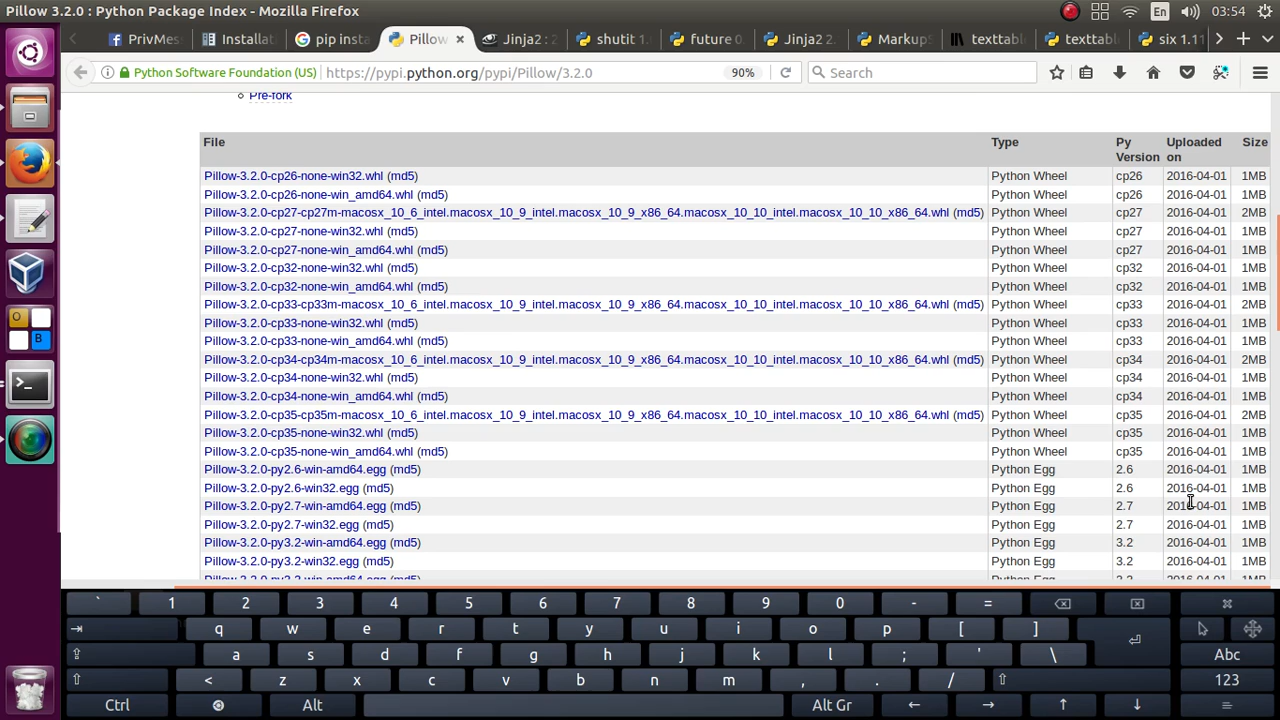 Pillow 3.2.0 : Python Package Index - Mozilla Firefox
En 03:54
PrivMes
Installat
pip insta
Pillow
Jinja2 : 2
shutit 1.
future 0
Jinja2 2.
MarkupS
texttabl
texttabl
six 1.11
Python Software Foundation (US) https://pypi.python.org/pypi/Pillow/3.2.0 90% Search
Pre-fork
File Type Py Version Uploaded on Size
Pillow-3.2.0-cp26-none-win32.whl (md5) Python Wheel cp26 2016-04-01 1MB
Pillow-3.2.0-cp26-none-win_amd64.whl (md5) Python Wheel cp26 2016-04-01 1MB
Pillow-3.2.0-cp27-cp27m-macosx_10_6_intel.macosx_10_9_intel.macosx_10_9_x86_64.macosx_10_10_intel.macosx_10_10_x86_64.whl (md5) Python Wheel cp27 2016-04-01 2MB
Pillow-3.2.0-cp27-none-win32.whl (md5) Python Wheel cp27 2016-04-01 1MB
Pillow-3.2.0-cp27-none-win_amd64.whl (md5) Python Wheel cp27 2016-04-01 1MB
Pillow-3.2.0-cp32-none-win32.whl (md5) Python Wheel cp32 2016-04-01 1MB
Pillow-3.2.0-cp32-none-win_amd64.whl (md5) Python Wheel cp32 2016-04-01 1MB
Pillow-3.2.0-cp33-cp33m-macosx_10_6_intel.macosx_10_9_intel.macosx_10_9_x86_64.macosx_10_10_intel.macosx_10_10_x86_64.whl (md5) Python Wheel cp33 2016-04-01 2MB
Pillow-3.2.0-cp33-none-win32.whl (md5) Python Wheel cp33 2016-04-01 1MB
Pillow-3.2.0-cp33-none-win_amd64.whl (md5) Python Wheel cp33 2016-04-01 1MB
Pillow-3.2.0-cp34-cp34m-macosx_10_6_intel.macosx_10_9_intel.macosx_10_9_x86_64.macosx_10_10_intel.macosx_10_10_x86_64.whl (md5) Python Wheel cp34 2016-04-01 2MB
Pillow-3.2.0-cp34-none-win32.whl (md5) Python Wheel cp34 2016-04-01 1MB
Pillow-3.2.0-cp34-none-win_amd64.whl (md5) Python Wheel cp34 2016-04-01 1MB
Pillow-3.2.0-cp35-cp35m-macosx_10_6_intel.macosx_10_9_intel.macosx_10_9_x86_64.macosx_10_10_intel.macosx_10_10_x86_64.whl (md5) Python Wheel cp35 2016-04-01 2MB
Pillow-3.2.0-cp35-none-win32.whl (md5) Python Wheel cp35 2016-04-01 1MB
Pillow-3.2.0-cp35-none-win_amd64.whl (md5) Python Wheel cp35 2016-04-01 1MB
Pillow-3.2.0-py2.6-win-amd64.egg (md5) Python Egg 2.6 2016-04-01 1MB
Pillow-3.2.0-py2.6-win32.egg (md5) Python Egg 2.6 2016-04-01 1MB
Pillow-3.2.0-py2.7-win-amd64.egg (md5) Python Egg 2.7 2016-04-01 1MB
Pillow-3.2.0-py2.7-win32.egg (md5) Python Egg 2.7 2016-04-01 1MB
Pillow-3.2.0-py3.2-win-amd64.egg (md5) Python Egg 3.2 2016-04-01 1MB
Pillow-3.2.0-py3.2-win32.egg (md5) Python Egg 3.2 2016-04-01 1MB
` 1 2 3 4 5 6 7 8 9 0 - =
q w e r t y u i o p [ ]
a s d f g h j k l ; ' \ Abc
< z x c v b n m , . / 123
Ctrl Alt Alt Gr